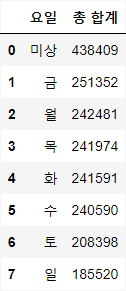 요일 총 합계
0 미상 438409
1 금 251352
2 월 242481
3 목 241974
4 화 241591
5 수 240590
6 토 208398
7 일 185520